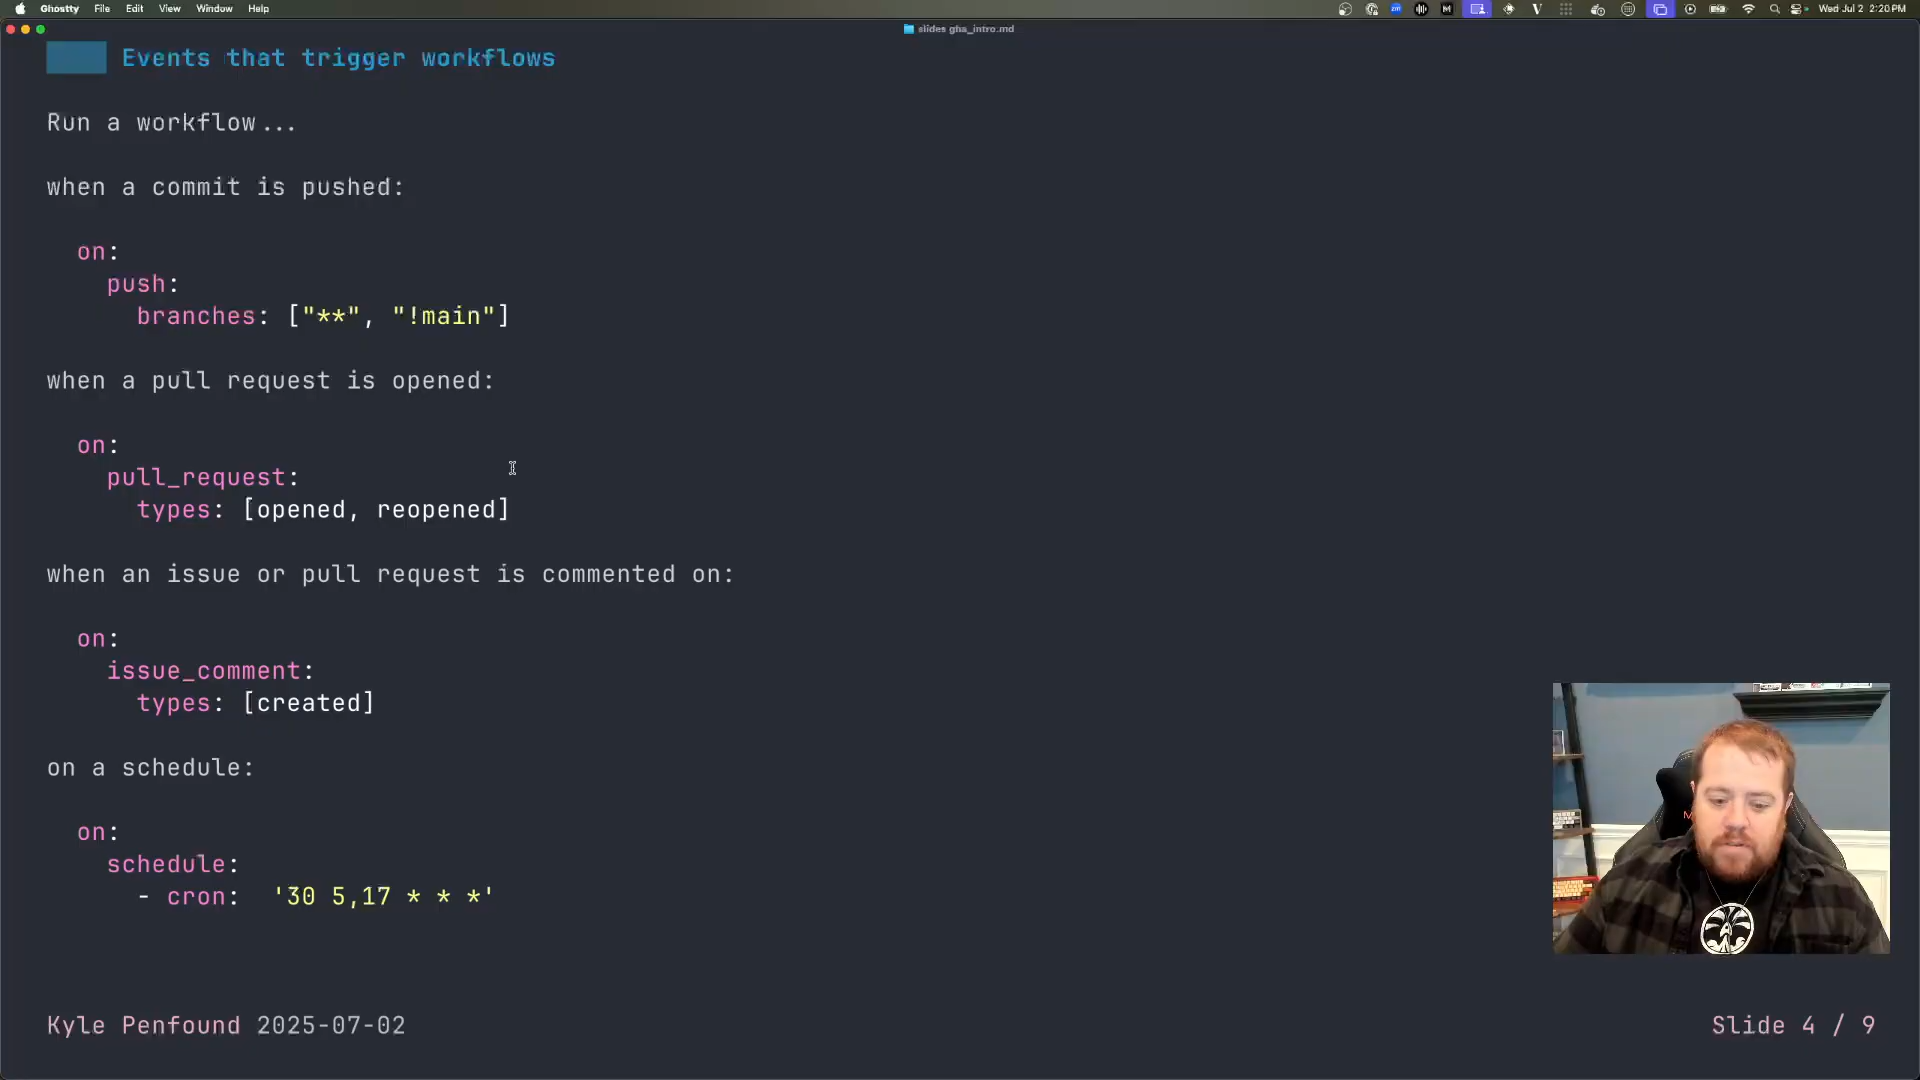 Ghostty File Edit View Window Help
Wed Jul 2 2:20PM
slides gha_intro.md
Events that trigger workflows
Run a workflow...
when a commit is pushed:
on:
push:
branches: ["**", "!main"]
when a pull request is opened:
on:
pull_request:
types: [opened, reopened]
when an issue or pull request is commented on:
on:
issue_comment:
types: [created]
on a schedule:
on:
schedule:
- cron:  '30 5,17 * * *'
Kyle Penfound 2025-07-02
Slide 4 / 9